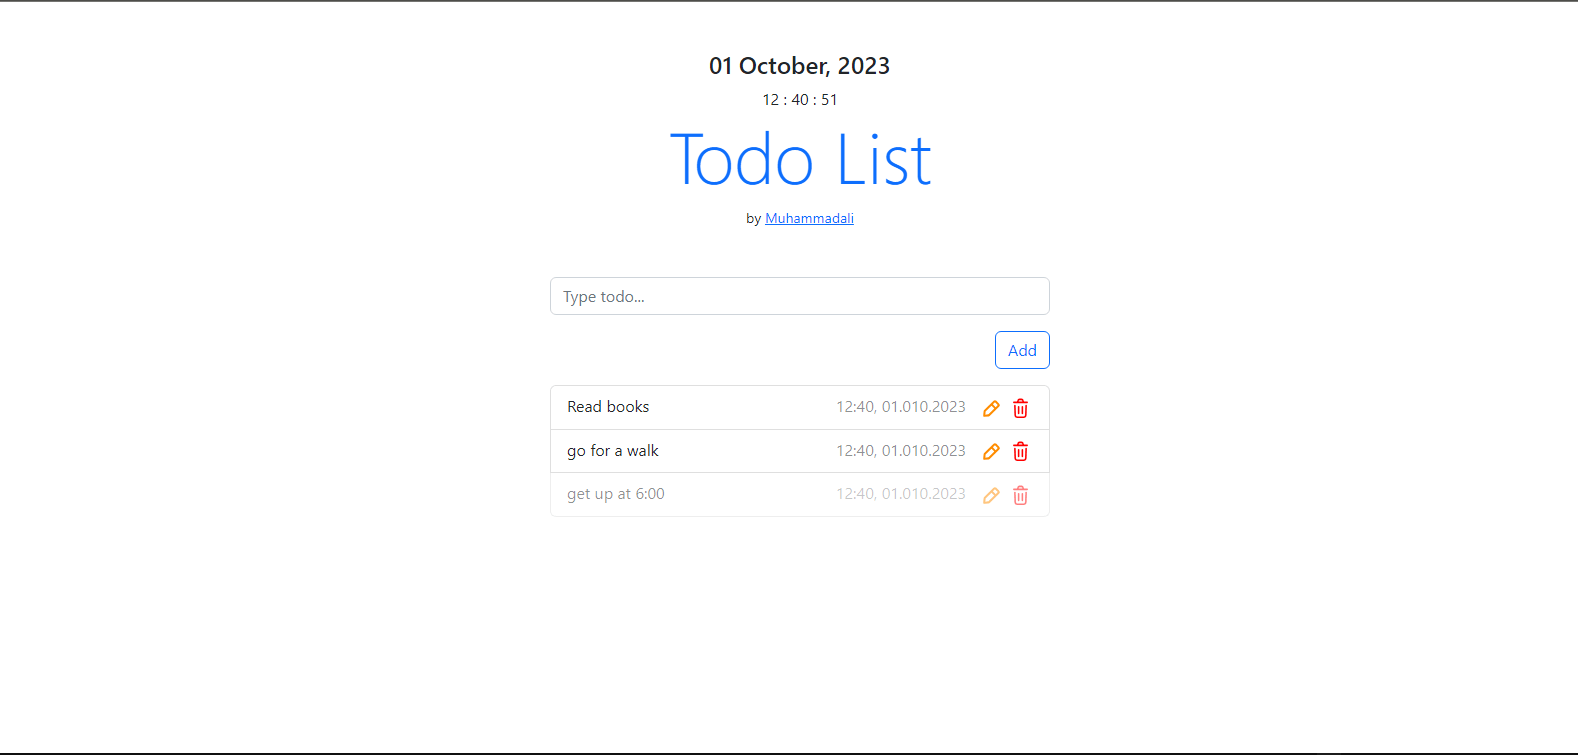 01 October, 2023
12 : 40 : 51
Todo List
by Muhammadali
Type todo...
Add
Read books 12:40, 01.010.2023
go for a walk 12:40, 01.010.2023
get up at 6:00 12:40, 01.010.2023